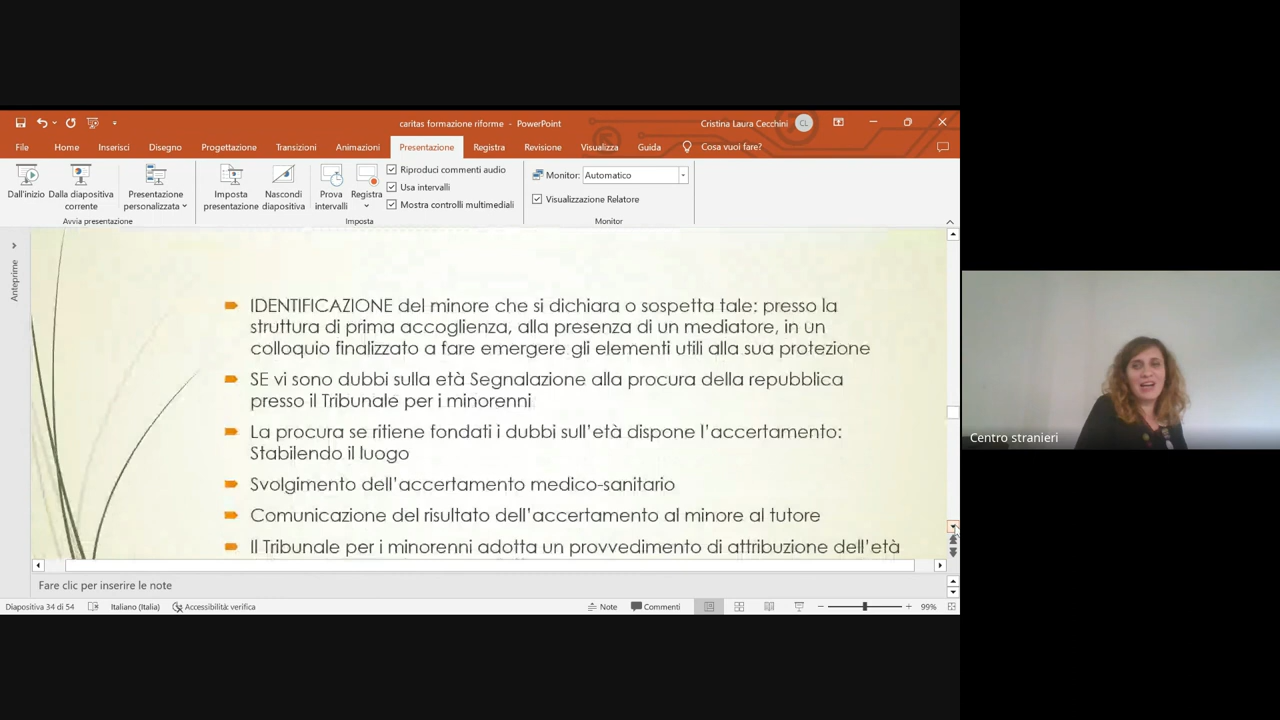 caritas formazione riforme - PowerPoint
Cristina Laura Cecchini CL
File Home Inserisci Disegno Progettazione Transizioni Animazioni Presentazione Registra Revisione Visualizza Guida Cosa vuoi fare?
Dall'inizio
Dalla diapositiva
corrente
Presentazione
personalizzata
Avvia presentazione
Imposta
presentazione
Nascondi
diapositiva
Prova
intervalli
Registra
Riproduci commenti audio
Usa intervalli
Mostra controlli multimediali
Imposta
Monitor: Automatico
Visualizzazione Relatore
Monitor
Anteprime
IDENTIFICAZIONE del minore che si dichiara o sospetta tale: presso la
struttura di prima accoglienza, alla presenza di un mediatore, in un
colloquio finalizzato a fare emergere gli elementi utili alla sua protezione
SE vi sono dubbi sulla età Segnalazione alla procura della repubblica
presso il Tribunale per i minorenni
La procura se ritiene fondati i dubbi sull'età dispone l'accertamento:
Stabilendo il luogo
Svolgimento dell'accertamento medico-sanitario
Comunicazione del risultato dell'accertamento al minore al tutore
Il Tribunale per i minorenni adotta un provvedimento di attribuzione dell'età
Fare clic per inserire le note
Diapositiva 34 di 54 Italiano (Italia) Accessibilità: verifica Note Commenti 99%
Centro stranieri